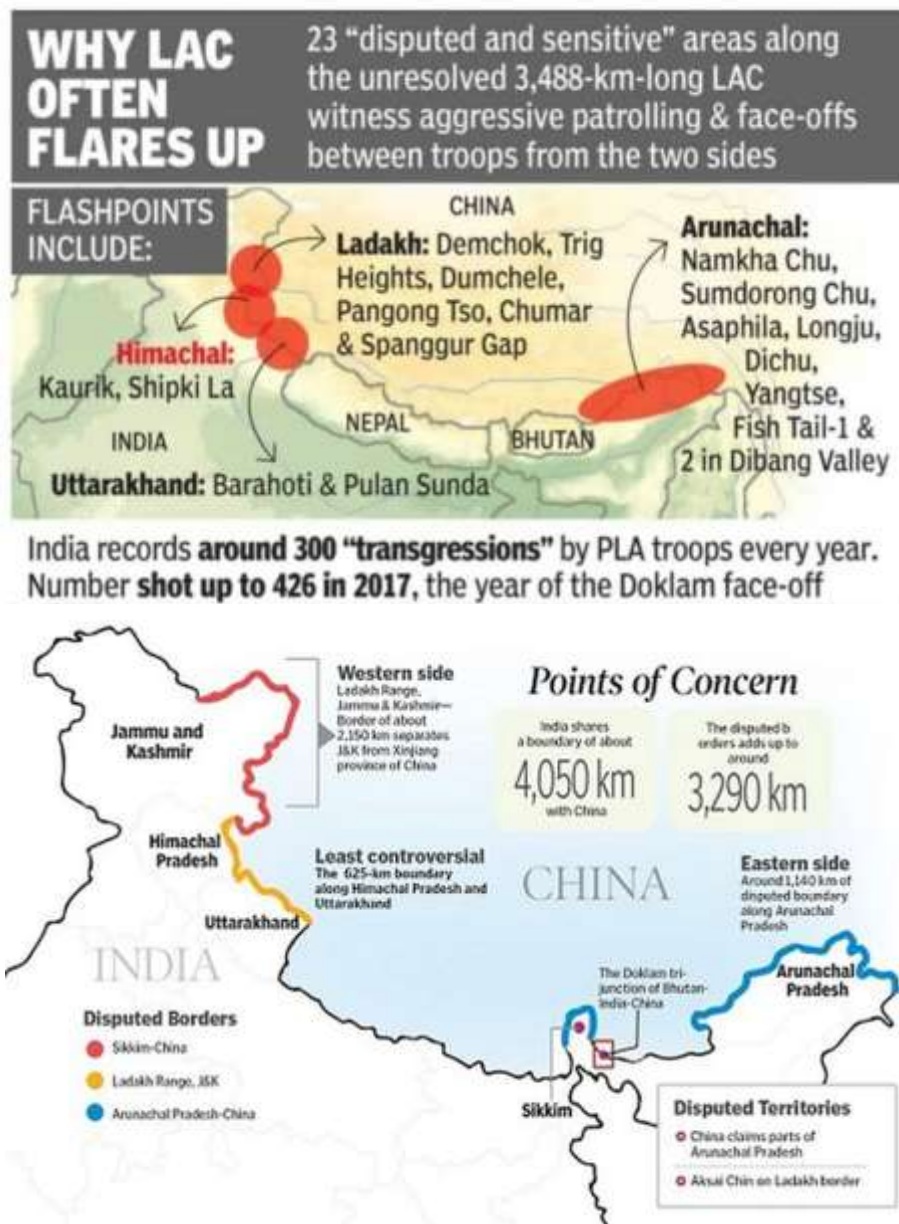 WHY LAC
OFTEN
FLARES UP
23 “disputed and sensitive” areas along
the unresolved 3,488-km-long LAC
witness aggressive patrolling & face-offs
between troops from the two sides
FLASHPOINTS
INCLUDE:
CHINA
Ladakh: Demchok, Trig
Heights, Dumchele,
Pangong Tso, Chumar
& Spanggur Gap
Arunachal:
Namkha Chu,
Sumdorong Chu,
Asaphila, Longju,
Dichu,
Yangtse,
Fish Tail-1 &
2 in Dibang Valley
Himachal:
Kaurik, Shipki La
NEPAL
BHUTAN
INDIA
Uttarakhand: Barahoti & Pulan Sunda
India records around 300 “transgressions” by PLA troops every year.
Number shot up to 426 in 2017, the year of the Doklam face-off
Western side
Ladakh Range,
Jammu & Kashmir—
Border of about
2,150 km separates
J&K from Xinjiang
province of China
Points of Concern
India shares
a boundary of about
4,050 km
with China
The disputed b
orders adds up to
around
3,290 km
Jammu and
Kashmir
Himachal
Pradesh
Least controversial
The 625-km boundary
along Himachal Pradesh and
Uttarakhand
CHINA
Eastern side
Around 1,140 km of
disputed boundary
along Arunachal
Pradesh
Uttarakhand
INDIA
The Doklam tri-
junction of Bhutan-
India-China
Arunachal
Pradesh
Disputed Borders
Sikkim-China
Ladakh Range, J&K
Arunachal Pradesh-China
Sikkim
Disputed Territories
China claims parts of
Arunachal Pradesh
Aksai Chin on Ladakh border